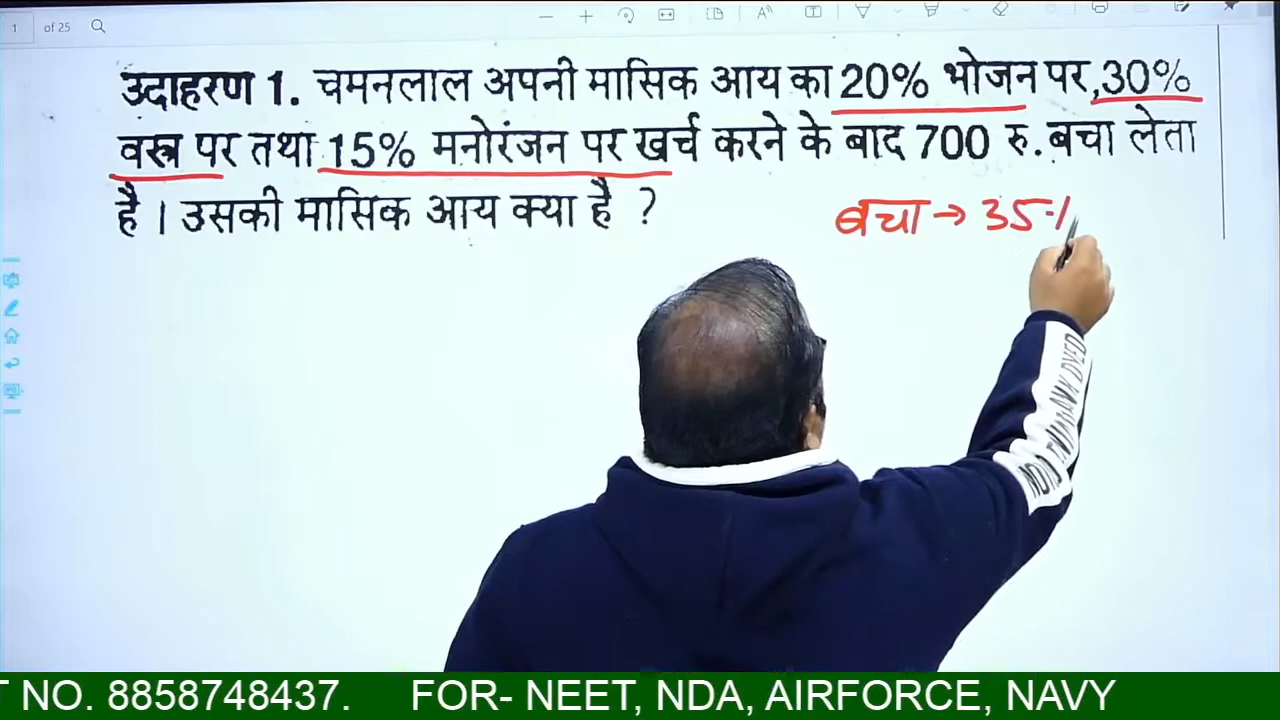 1 of 25
उदाहरण 1. चमनलाल अपनी मासिक आय का 20% भोजन पर, 30%
वस्त्र पर तथा 15% मनोरंजन पर खर्च करने के बाद 700 रु. बचा लेता
है । उसकी मासिक आय क्या है ?
बचा → 35%
T NO. 8858748437. FOR- NEET, NDA, AIRFORCE, NAVY